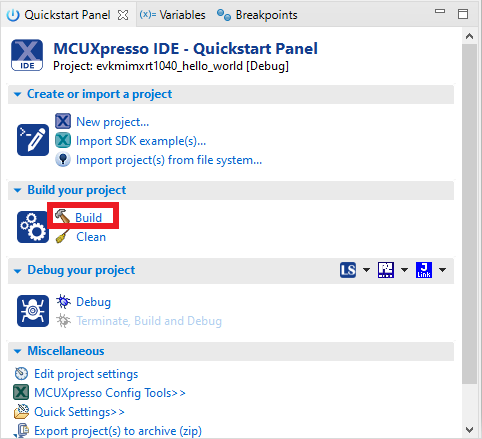 Quickstart Panel (x)= Variables Breakpoints
X
IDE
MCUXpresso IDE - Quickstart Panel
Project: evkmimxrt1040_hello_world [Debug]
Create or import a project
New project...
Import SDK example(s)...
Import project(s) from file system...
Build your project
Build
Clean
Debug your project
LS PE J Link
Debug
Terminate, Build and Debug
Miscellaneous
Edit project settings
MCUXpresso Config Tools>>
Quick Settings>>
Export project(s) to archive (zip)